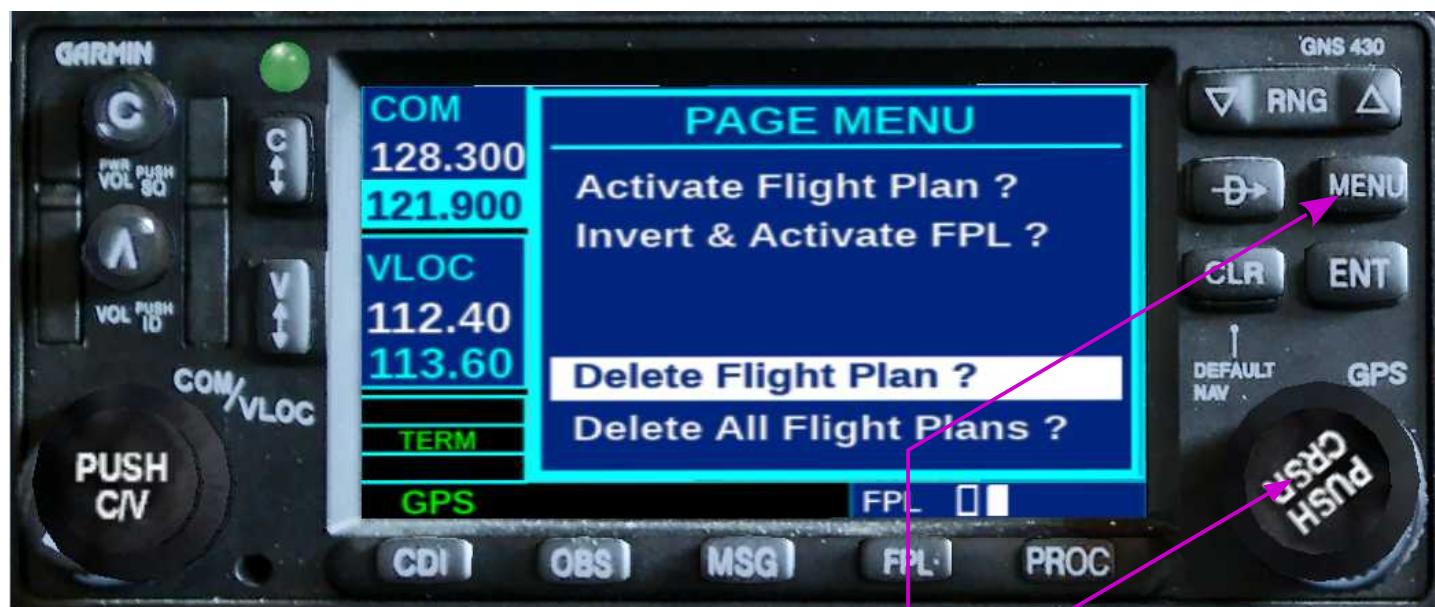 GARMIN
GNS 430
C
PWR
VOL PUSH
SQ
C
V
VOL PUSH
ID
COM/VLOC
PUSH
C/V
COM
128.300
121.900
VLOC
112.40
113.60
TERM
GPS
PAGE MENU
Activate Flight Plan ?
Invert & Activate FPL ?
Delete Flight Plan ?
Delete All Flight Plans ?
FPL
RNG
D
MENU
CLR
ENT
DEFAULT
NAV
GPS
PUSH
CRSR
CDI
OBS
MSG
FPL
PROC